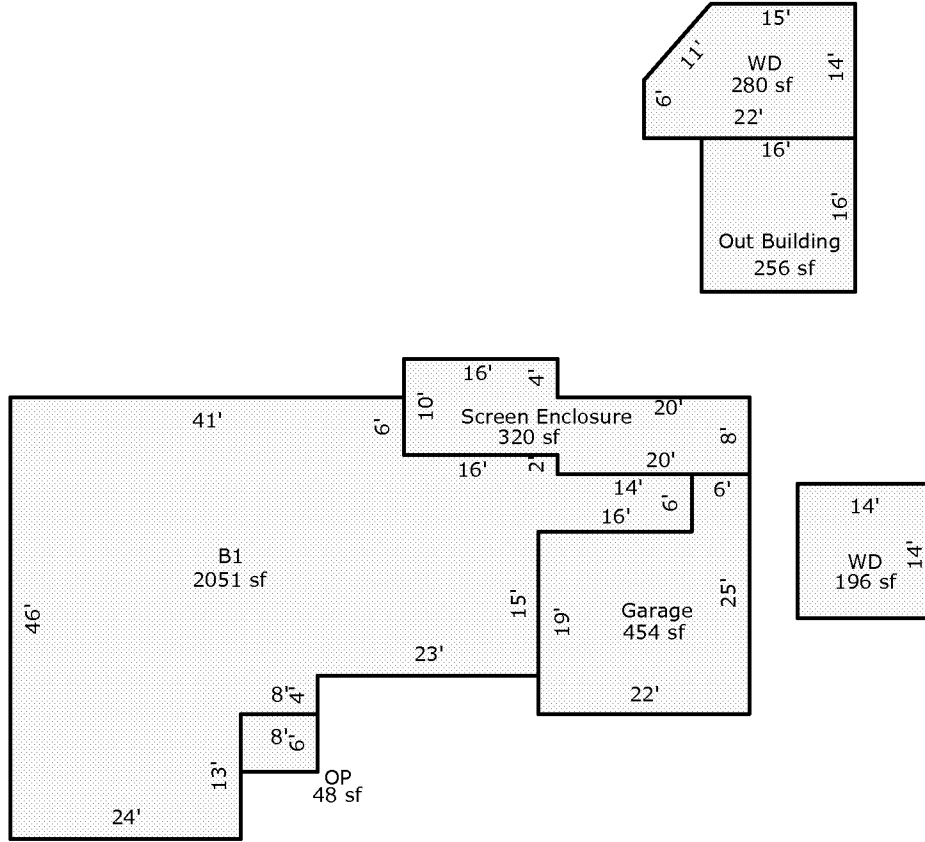 15'
11'
WD
280 sf
14'
6'
22'
16'
16'
Out Building
256 sf
16'
4'
10'
41'
6'
Screen Enclosure
320 sf
20'
8'
16'
2'
20'
14'
6'
6'
16'
14'
B1
2051 sf
WD
196 sf
14'
46'
15'
19'
Garage
454 sf
25'
23'
8'
4'
22'
8'
6'
13'
OP
48 sf
24'